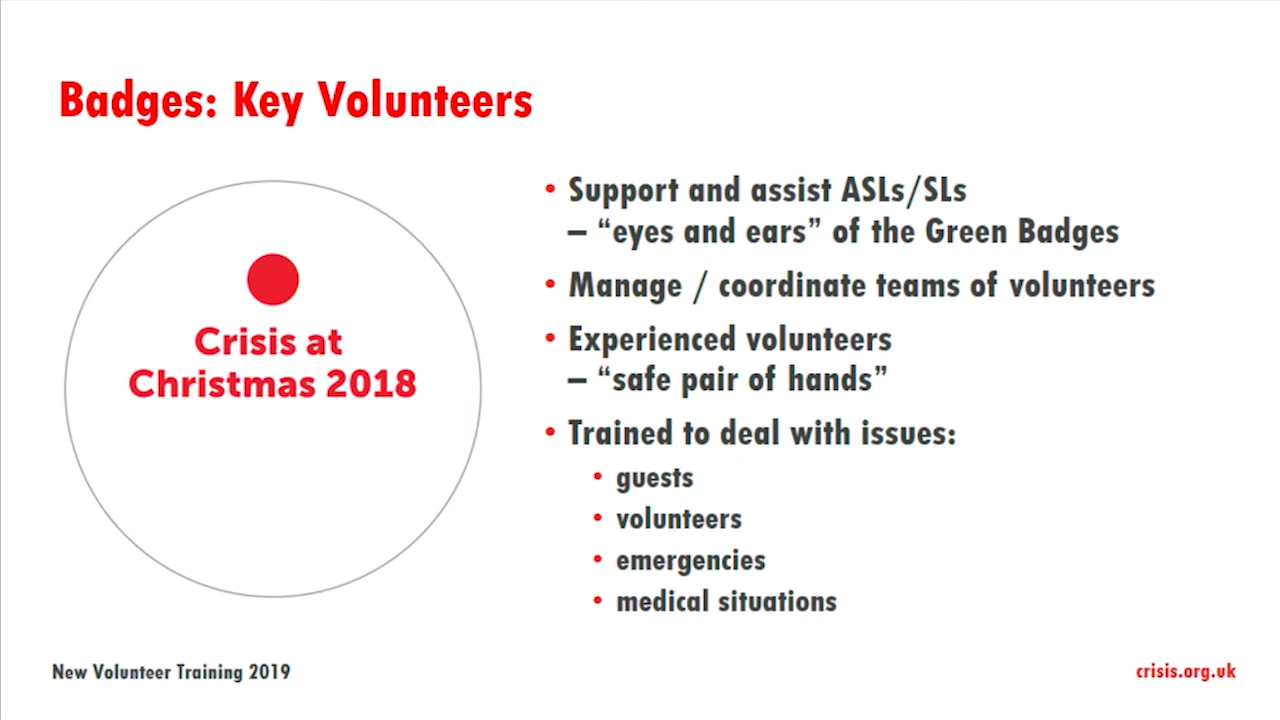 Badges: Key Volunteers
Crisis at
Christmas 2018
• Support and assist ASLs/SLs
– “eyes and ears” of the Green Badges
• Manage / coordinate teams of volunteers
• Experienced volunteers
– “safe pair of hands”
• Trained to deal with issues:
• guests
• volunteers
• emergencies
• medical situations
New Volunteer Training 2019
crisis.org.uk